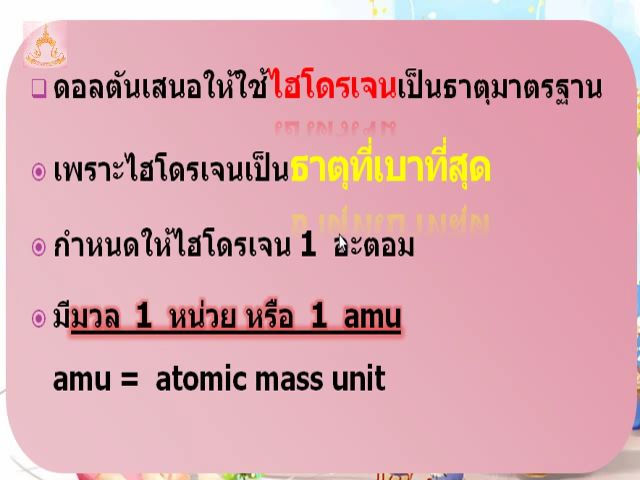 ดอลตันเสนอให้ใช้ไฮโดรเจนเป็นธาตุมาตรฐาน
เพราะไฮโดรเจนเป็นธาตุที่เบาที่สุด
กำหนดให้ไฮโดรเจน 1 อะตอม
มีมวล 1 หน่วย หรือ 1 amu
amu = atomic mass unit